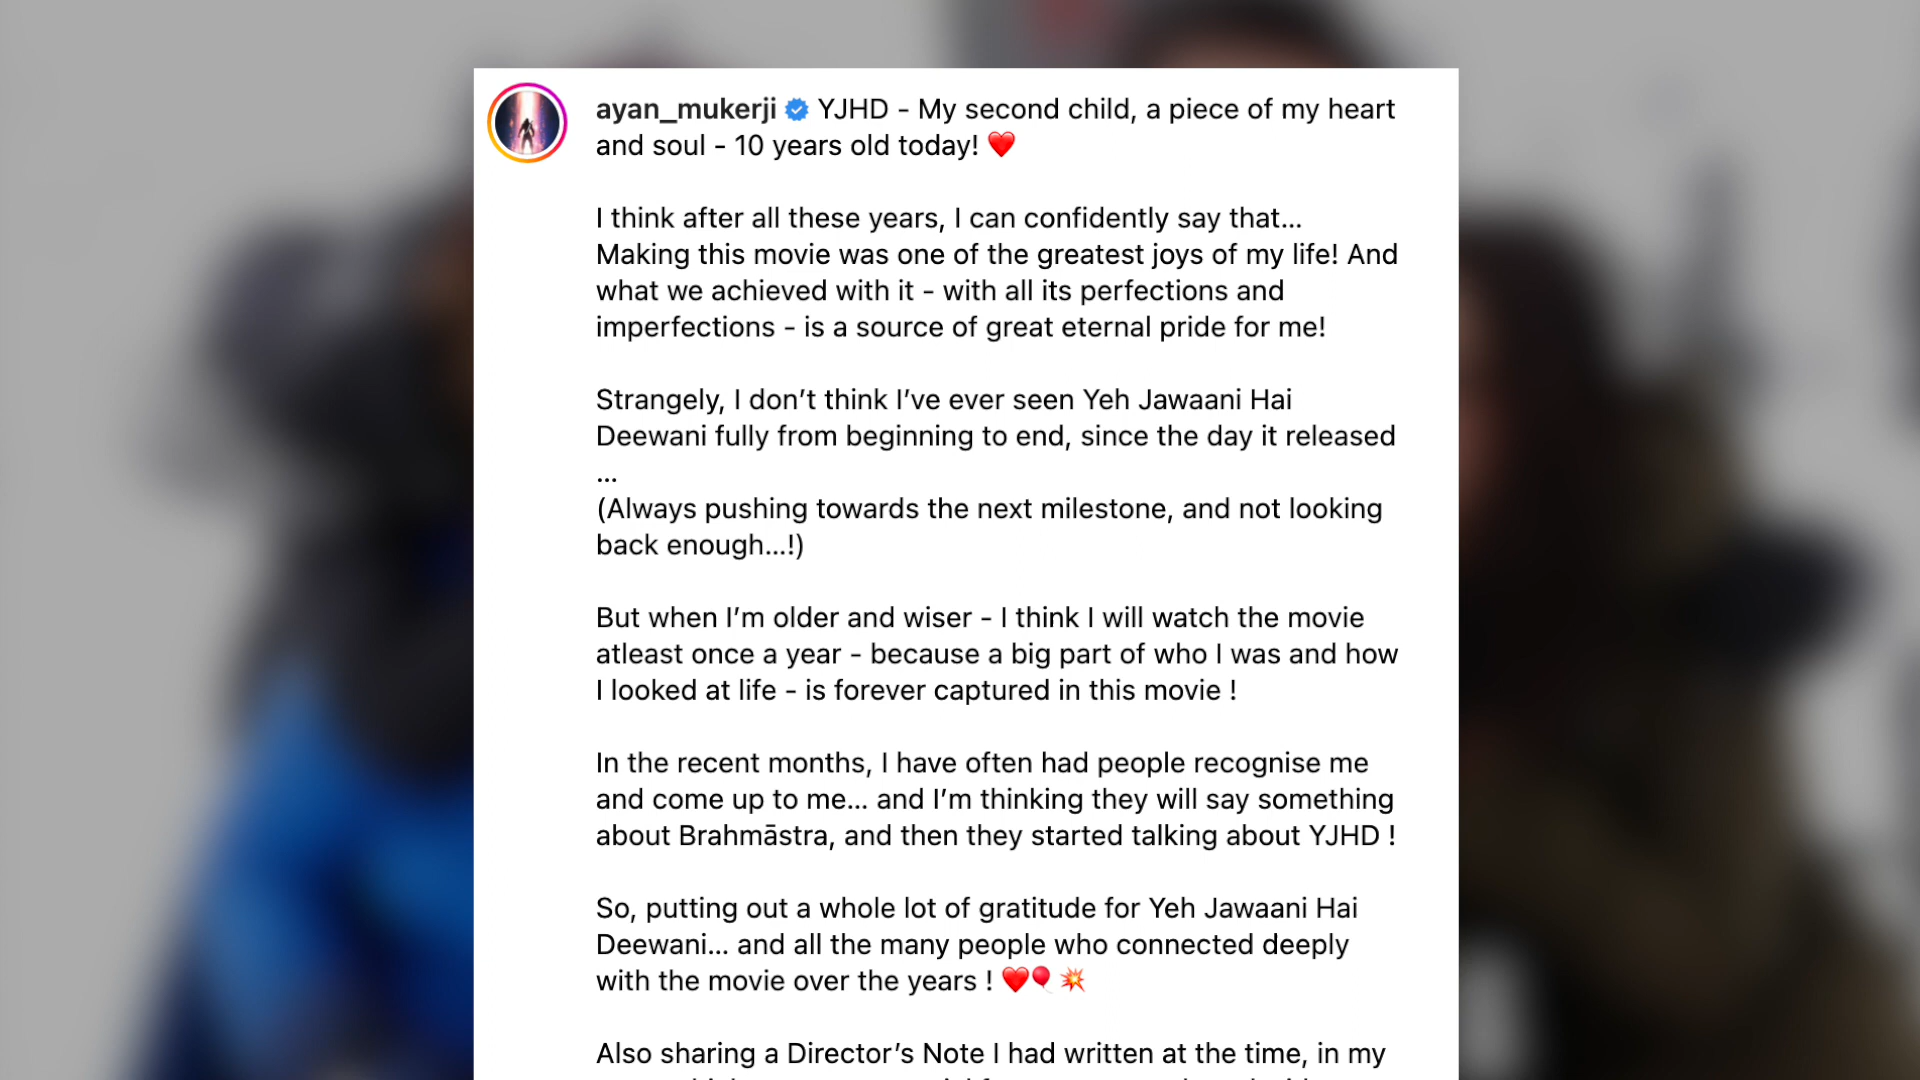 ayan_mukerji YJHD - My second child, a piece of my heart
and soul - 10 years old today! ❤️
I think after all these years, I can confidently say that...
Making this movie was one of the greatest joys of my life! And
what we achieved with it - with all its perfections and
imperfections - is a source of great eternal pride for me!
Strangely, I don’t think I’ve ever seen Yeh Jawaani Hai
Deewani fully from beginning to end, since the day it released
...
(Always pushing towards the next milestone, and not looking
back enough...!)
But when I’m older and wiser - I think I will watch the movie
atleast once a year - because a big part of who I was and how
I looked at life - is forever captured in this movie !
In the recent months, I have often had people recognise me
and come up to me... and I’m thinking they will say something
about Brahmāstra, and then they started talking about YJHD !
So, putting out a whole lot of gratitude for Yeh Jawaani Hai
Deewani... and all the many people who connected deeply
with the movie over the years ! ❤️🎈💥
Also sharing a Director’s Note I had written at the time, in my